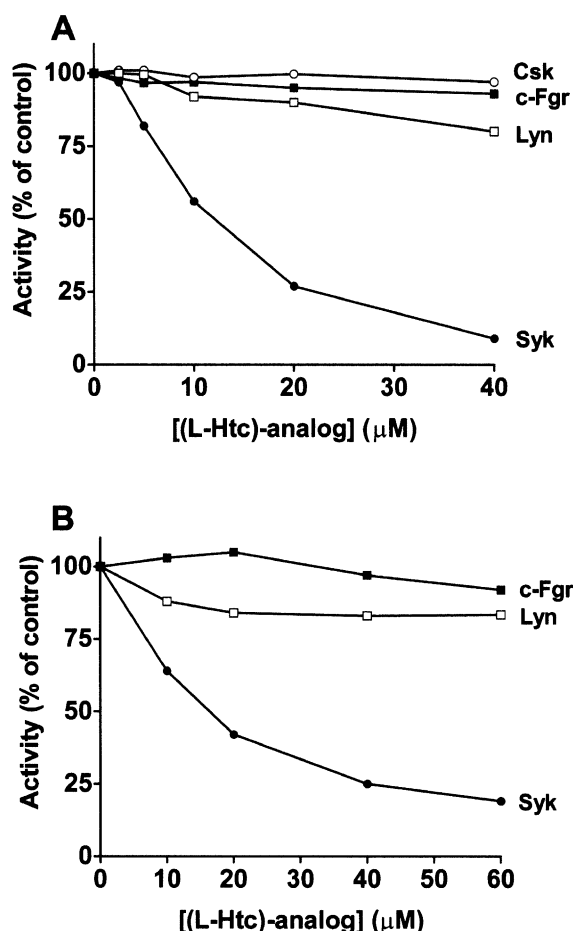 A
Activity (% of control)
100
75
50
25
0
Csk
c-Fgr
Lyn
Syk
0 10 20 30 40
[(L-Htc)-analog] (μM)
B
Activity (% of control)
100
75
50
25
0
c-Fgr
Lyn
Syk
0 10 20 30 40 50 60
[(L-Htc)-analog] (μM)